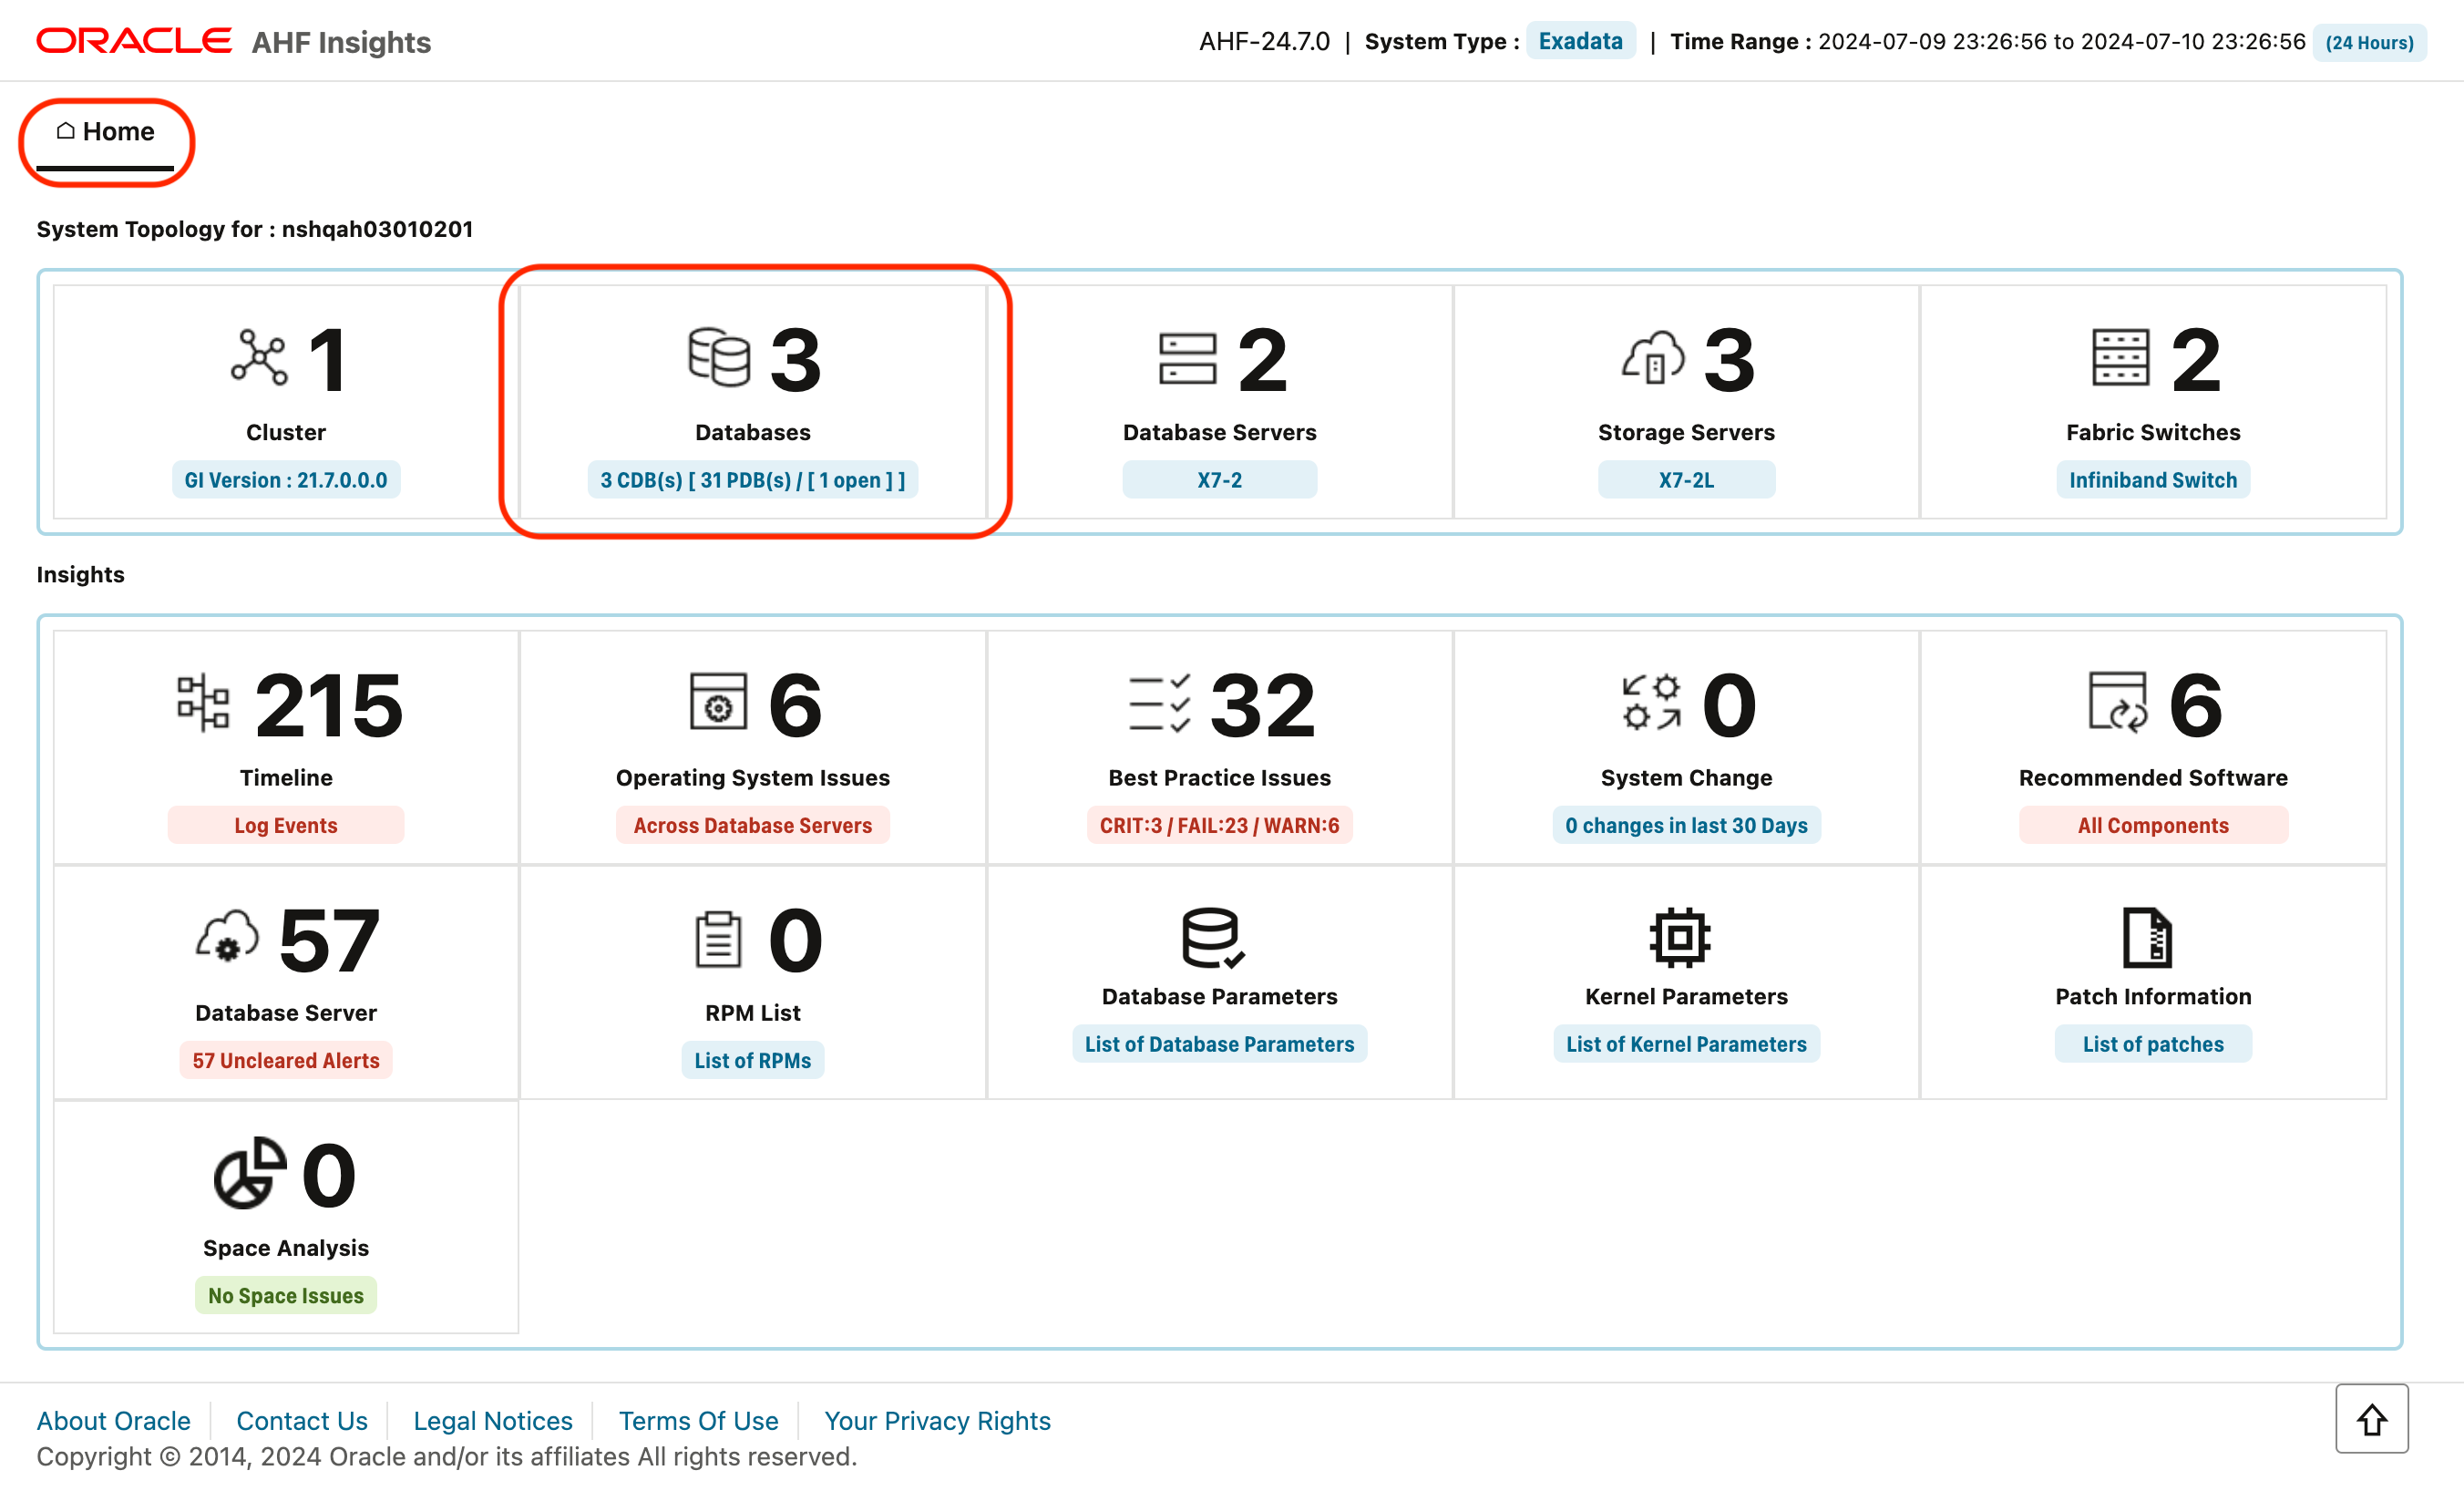 ORACLE AHF Insights
AHF-24.7.0 | System Type : Exadata | Time Range : 2024-07-09 23:26:56 to 2024-07-10 23:26:56 (24 Hours)
Home
System Topology for : nshqah03010201
1
Cluster
GI Version : 21.7.0.0.0
3
Databases
3 CDB(s) [ 31 PDB(s) / [ 1 open ] ]
2
Database Servers
X7-2
3
Storage Servers
X7-2L
2
Fabric Switches
Infiniband Switch
Insights
215
Timeline
Log Events
6
Operating System Issues
Across Database Servers
32
Best Practice Issues
CRIT:3 / FAIL:23 / WARN:6
0
System Change
0 changes in last 30 Days
6
Recommended Software
All Components
57
Database Server
57 Uncleared Alerts
0
RPM List
List of RPMs
Database Parameters
List of Database Parameters
Kernel Parameters
List of Kernel Parameters
Patch Information
List of patches
0
Space Analysis
No Space Issues
About Oracle | Contact Us | Legal Notices | Terms Of Use | Your Privacy Rights
Copyright © 2014, 2024 Oracle and/or its affiliates All rights reserved.